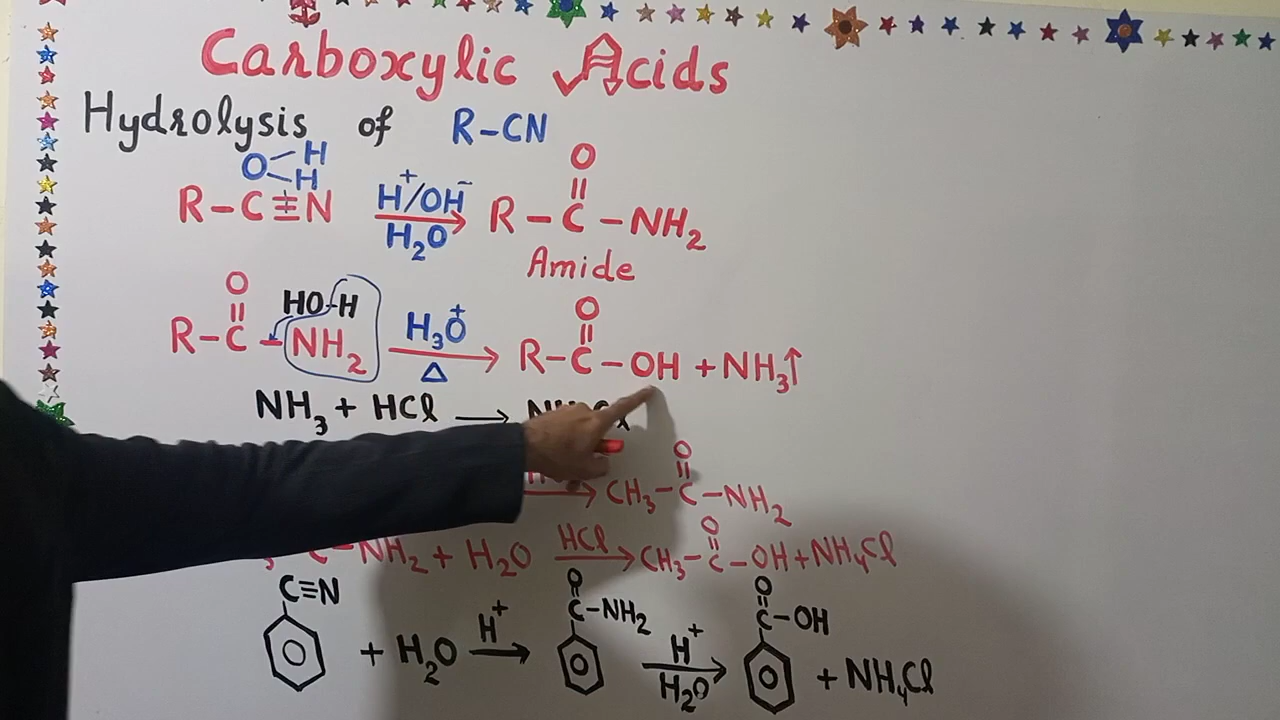 Carboxylic Acids
Hydrolysis of R-CN
O H H
R-C≡N H⁺/OH⁻ H₂O R-C-NH₂ O
Amide
R-C-NH₂ O HO-H H₃O⁺ Δ R-C-OH O + NH₃↑
NH₃ + HCl →
→ CH₃-C-NH₂ O
C-NH₂ + H₂O HCl → CH₃-C-OH O + NH₄Cl
C≡N + H₂O H⁺ → C-NH₂ O H⁺ H₂O → C-OH O + NH₄Cl